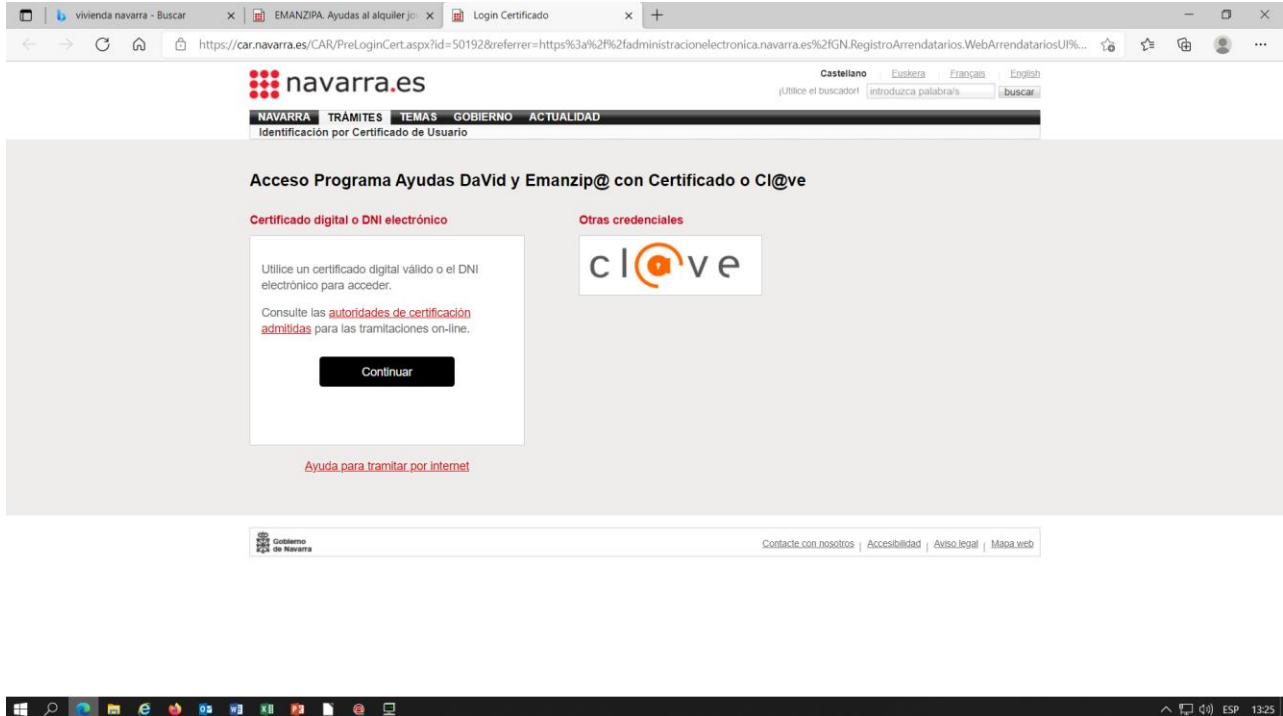 vivienda navarra - Buscar
EMANZIPA. Ayudas al alquiler jo
Login Certificado
https://car.navarra.es/CAR/PreLoginCert.aspx?id=50192&referrer=https%3a%2f%2fadministracionelectronica.navarra.es%2fGN.RegistroArrendatarios.WebArrendatariosUI%...
navarra.es
Castellano Euskera Français English
¡Utilice el buscador! introduzca palabra/s buscar
NAVARRA TRÁMITES TEMAS GOBIERNO ACTUALIDAD
Identificación por Certificado de Usuario
Acceso Programa Ayudas DaVid y Emanzip@ con Certificado o Cl@ve
Certificado digital o DNI electrónico
Utilice un certificado digital válido o el DNI
electrónico para acceder.
Consulte las autoridades de certificación
admitidas para las tramitaciones on-line.
Continuar
Ayuda para tramitar por internet
Otras credenciales
cl@ve
Gobierno
de Navarra
Contacte con nosotros | Accesibilidad | Aviso legal | Mapa web
ESP 13:25